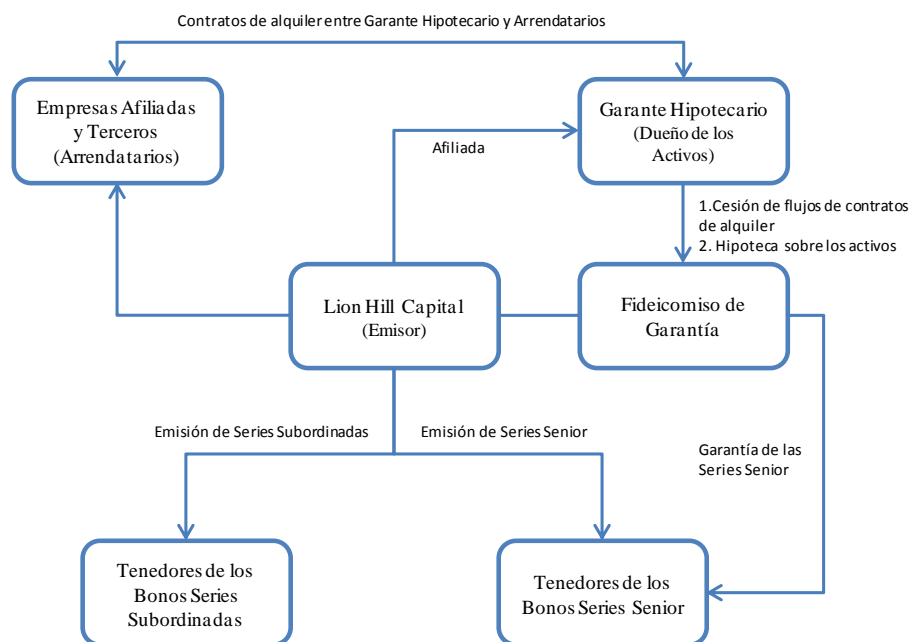 Contratos de alquiler entre Garante Hipotecario y Arrendatarios
Empresas Afiliadas
y Terceros
(Arrendatarios)
Garante Hipotecario
(Dueño de los
Activos)
Afiliada
1.Cesión de flujos de contratos
de alquiler
2. Hipoteca sobre los activos
Lion Hill Capital
(Emisor)
Fideicomiso de
Garantía
Emisión de Series Subordinadas
Emisión de Series Senior
Garantía de las
Series Senior
Tenedores de los
Bonos Series
Subordinadas
Tenedores de los
Bonos Series Senior